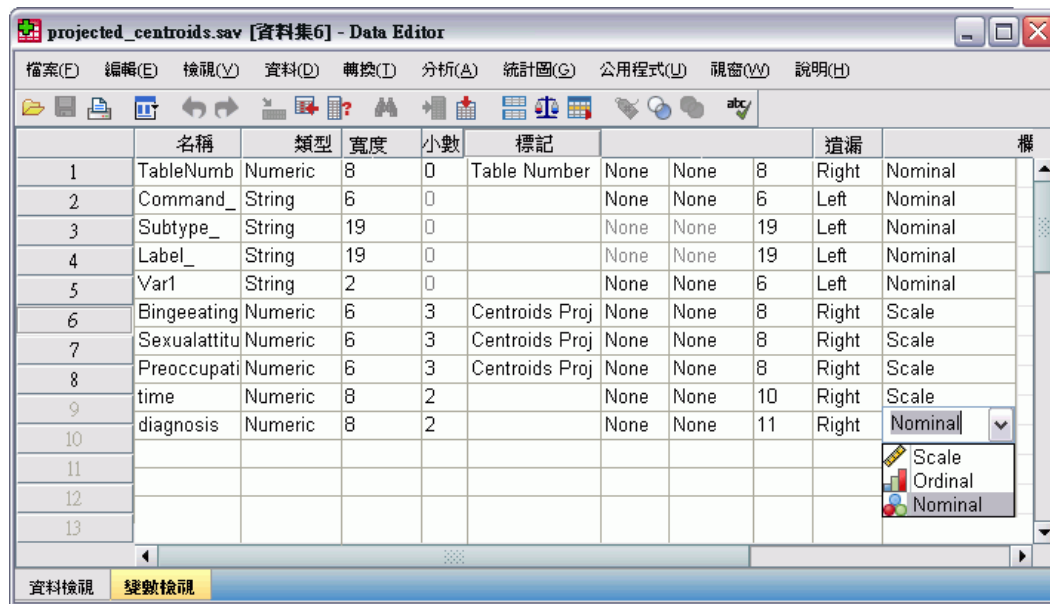 projected_centroids.sav [資料集6] - Data Editor
檔案(F) 編輯(E) 檢視(V) 資料(D) 轉換(T) 分析(A) 統計圖(G) 公用程式(U) 視窗(W) 說明(H)
名稱 類型 寬度 小數 標記 遺漏 欄
1 TableNumb Numeric 8 0 Table Number None None 8 Right Nominal
2 Command_ String 6 0 None None 6 Left Nominal
3 Subtype_ String 19 0 None None 19 Left Nominal
4 Label_ String 19 0 None None 19 Left Nominal
5 Var1 String 2 0 None None 6 Left Nominal
6 Bingeeating Numeric 6 3 Centroids Proj None None 8 Right Scale
7 Sexualattitu Numeric 6 3 Centroids Proj None None 8 Right Scale
8 Preoccupati Numeric 6 3 Centroids Proj None None 8 Right Scale
9 time Numeric 8 2 None None 10 Right Scale
10 diagnosis Numeric 8 2 None None 11 Right Nominal
11 Scale
Ordinal
12 Nominal
13
資料檢視 變數檢視